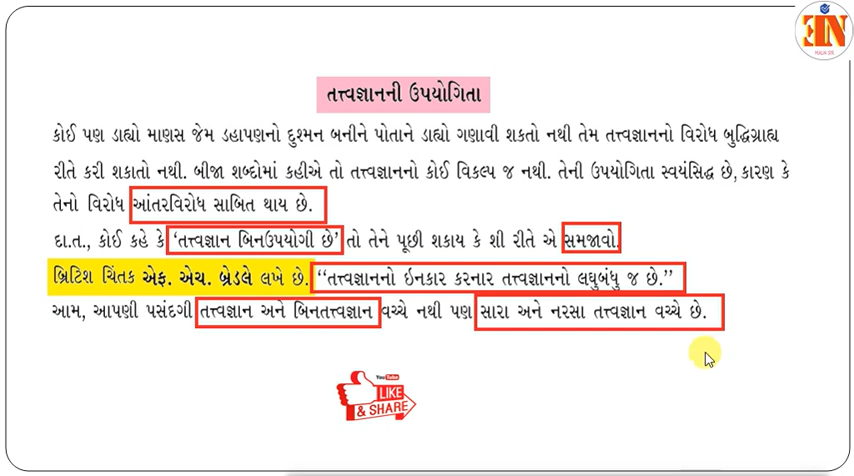 EIN
તત્ત્વજ્ઞાનની ઉપયોગિતા
કોઈ પણ ડાહ્યો માણસ જેમ ડહાપણનો દુશ્મન બનીને પોતાને ડાહ્યો ગણાવી શકતો નથી તેમ તત્ત્વજ્ઞાનનો વિરોધ બુદ્ધિગ્રાહ્ય
રીતે કરી શકાતો નથી. બીજા શબ્દોમાં કહીએ તો તત્ત્વજ્ઞાનનો કોઈ વિકલ્પ જ નથી. તેની ઉપયોગિતા સ્વયંસિદ્ધ છે, કારણ કે
તેનો વિરોધ આંતરવિરોધ સાબિત થાય છે.
દા.ત., કોઈ કહે કે ‘તત્ત્વજ્ઞાન બિનઉપયોગી છે’ તો તેને પૂછી શકાય કે શી રીતે એ સમજાવો.
બ્રિટિશ ચિંતક એફ. એચ. બ્રેડલે લખે છે. ‘‘તત્ત્વજ્ઞાનનો ઇનકાર કરનાર તત્ત્વજ્ઞાનનો લઘુબંધુ જ છે.’’
આમ, આપણી પસંદગી તત્ત્વજ્ઞાન અને બિનતત્ત્વજ્ઞાન વચ્ચે નથી પણ સારા અને નરસા તત્ત્વજ્ઞાન વચ્ચે છે.
YouTube
LIKE
& SHARE